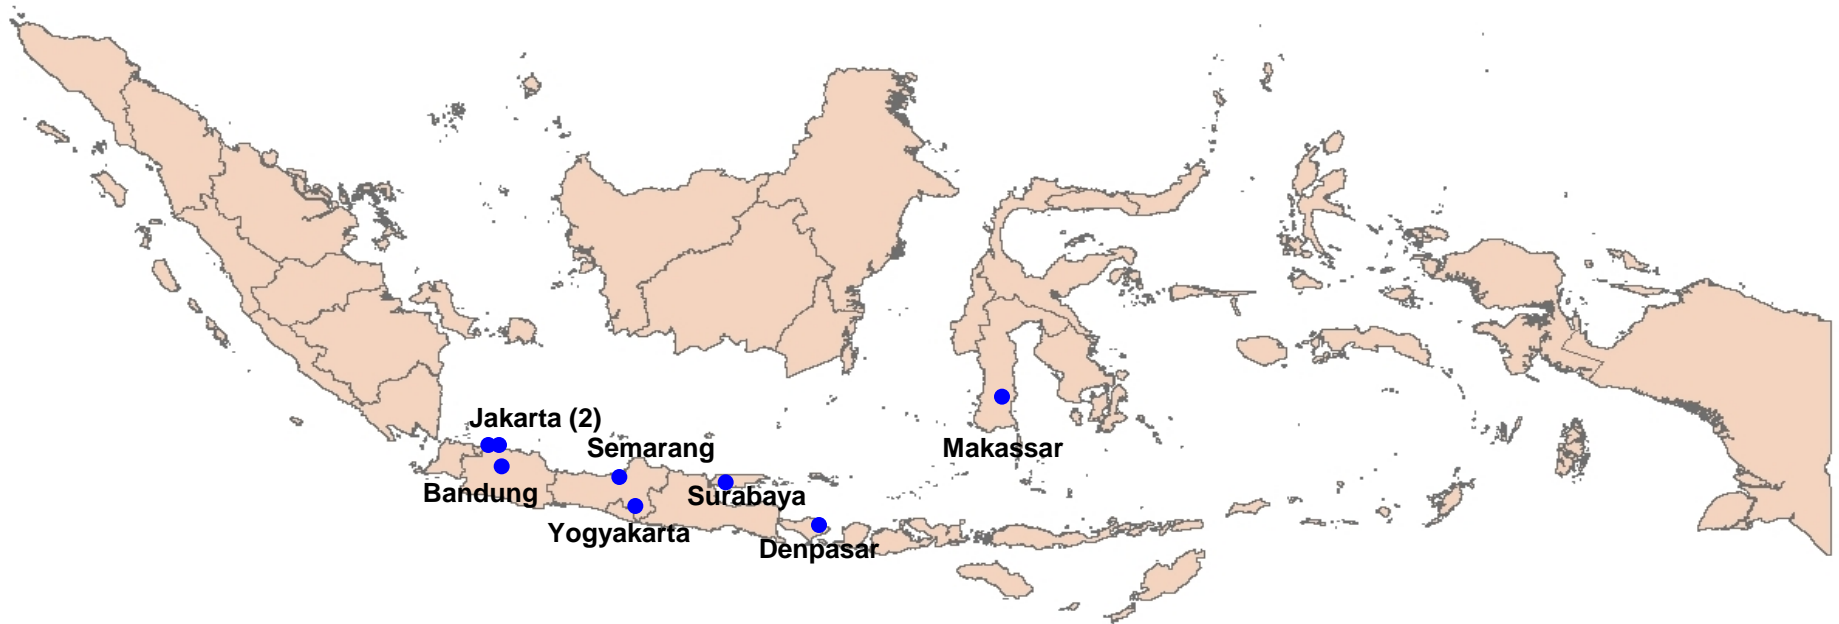 Jakarta (2)
Semarang
Makassar
Bandung
Surabaya
Yogyakarta
Denpasar